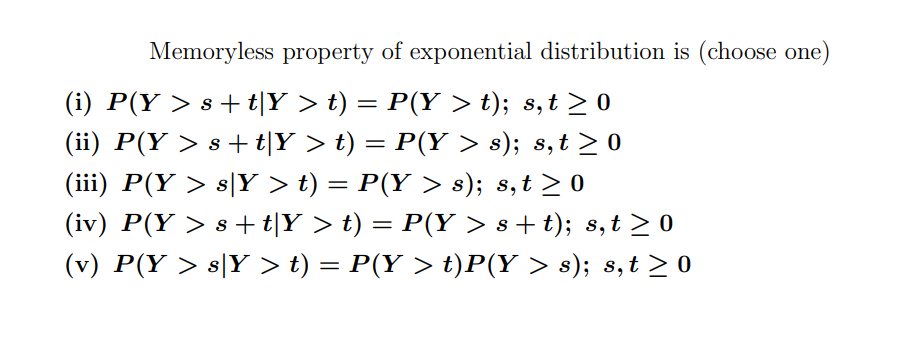 Memoryless property of exponential distribution is (choose one)
(i) P(Y > s + t|Y > t) = P(Y > t); s, t ≥ 0
(ii) P(Y > s + t|Y > t) = P(Y > s); s, t ≥ 0
(iii) P(Y > s|Y > t) = P(Y > s); s, t ≥ 0
(iv) P(Y > s + t|Y > t) = P(Y > s + t); s, t ≥ 0
(v) P(Y > s|Y > t) = P(Y > t)P(Y > s); s, t ≥ 0